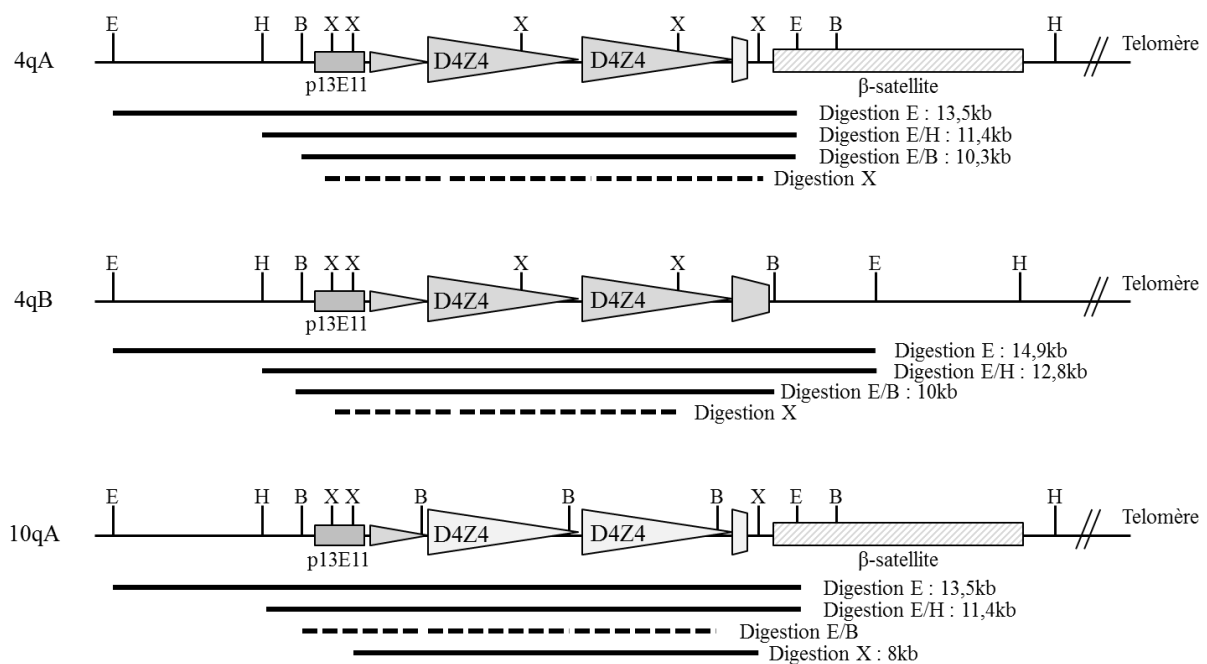 E H B X X X X X E B H
Telomère
4qA
D4Z4 D4Z4
p13E11
β-satellite
Digestion E : 13,5kb
Digestion E/H : 11,4kb
Digestion E/B : 10,3kb
Digestion X
E H B X X X X B E H
Telomère
4qB
D4Z4 D4Z4
p13E11
Digestion E : 14,9kb
Digestion E/H : 12,8kb
Digestion E/B : 10kb
Digestion X
E H B X X B B B X E B H
Telomère
10qA
D4Z4 D4Z4
p13E11
β-satellite
Digestion E : 13,5kb
Digestion E/H : 11,4kb
Digestion E/B
Digestion X : 8kb